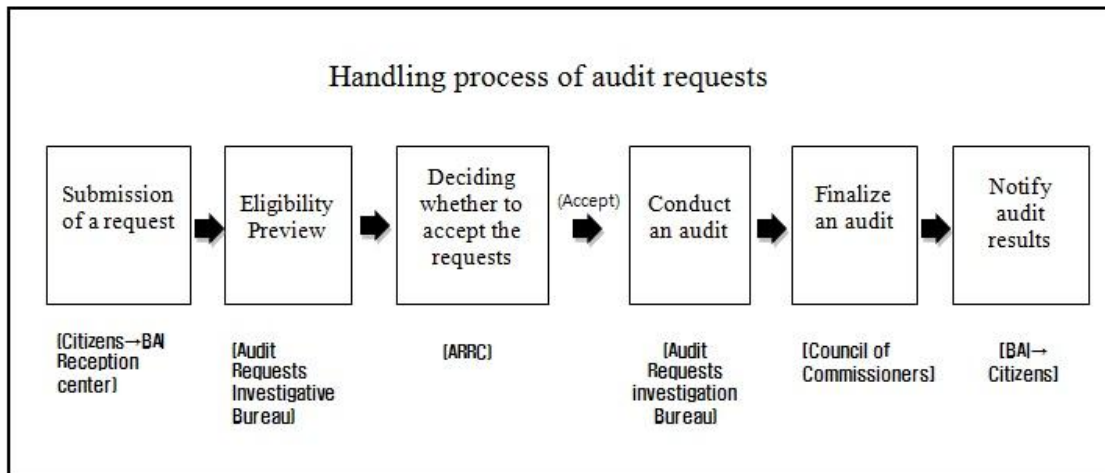 Handling process of audit requests
Submission
of a request
Eligibility
Preview
Deciding
whether to
accept the
requests
(Accept)
Conduct
an audit
Finalize
an audit
Notify
audit
results
[Citizens→BAI
Reception
center]
[Audit
Requests
Investigative
Bureau]
[ARRC]
[Audit
Requests
investigation
Bureau]
[Council of
Commissioners]
[BAI→
Citizens]